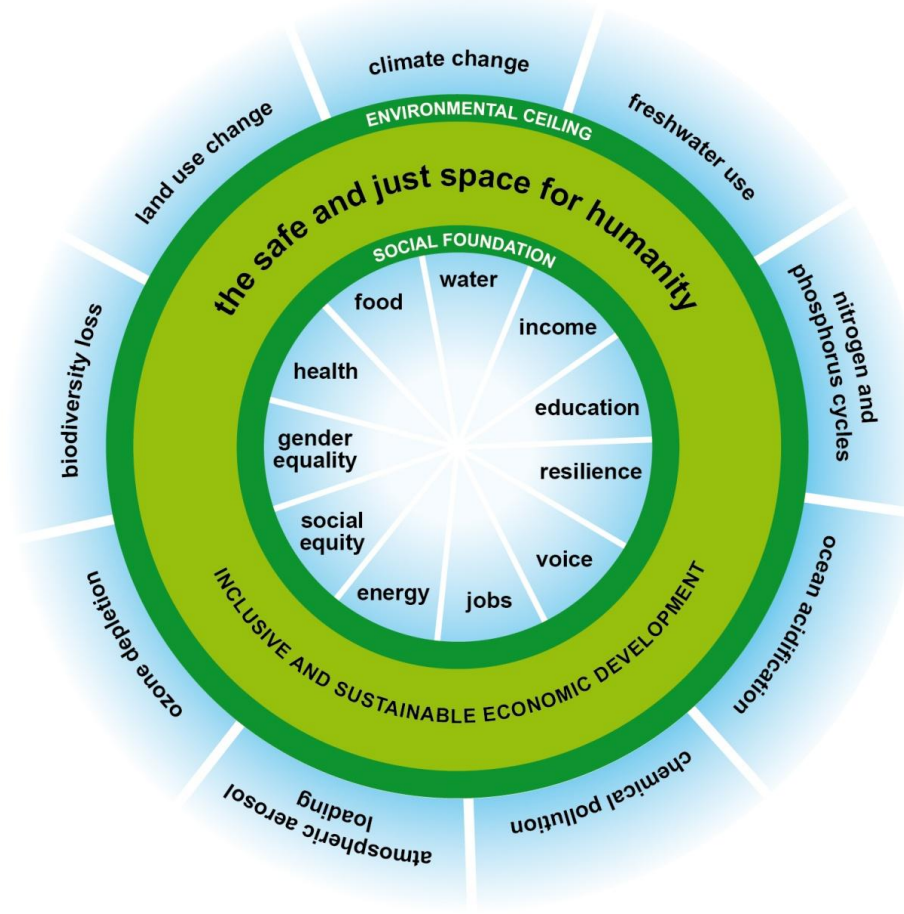 climate change
freshwater use
nitrogen and
phosphorus cycles
ocean acidification
chemical pollution
atmospheric aerosol
loading
ozone depletion
biodiversity loss
land use change
ENVIRONMENTAL CEILING
the safe and just space for humanity
SOCIAL FOUNDATION
water
income
education
resilience
voice
jobs
energy
social
equity
gender
equality
health
food
INCLUSIVE AND SUSTAINABLE ECONOMIC DEVELOPMENT